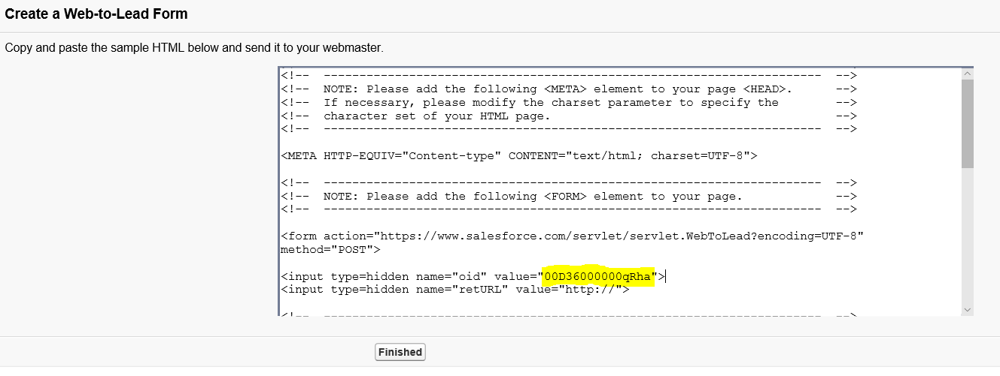 Create a Web-to-Lead Form
Copy and paste the sample HTML below and send it to your webmaster.
<!--  ----------------------------------------------------------------------  -->
<!--  NOTE: Please add the following <META> element to your page <HEAD>.      -->
<!--  If necessary, please modify the charset parameter to specify the        -->
<!--  character set of your HTML page.                                        -->
<!--  ----------------------------------------------------------------------  -->
<META HTTP-EQUIV="Content-type" CONTENT="text/html; charset=UTF-8">
<!--  ----------------------------------------------------------------------  -->
<!--  NOTE: Please add the following <FORM> element to your page.             -->
<!--  ----------------------------------------------------------------------  -->
<form action="https://www.salesforce.com/servlet/servlet.WebToLead?encoding=UTF-8"
method="POST">
<input type=hidden name="oid" value="00D36000000qRha">
<input type=hidden name="retURL" value="http://">
<!--  ----------------------------------------------------------------------  -->
Finished